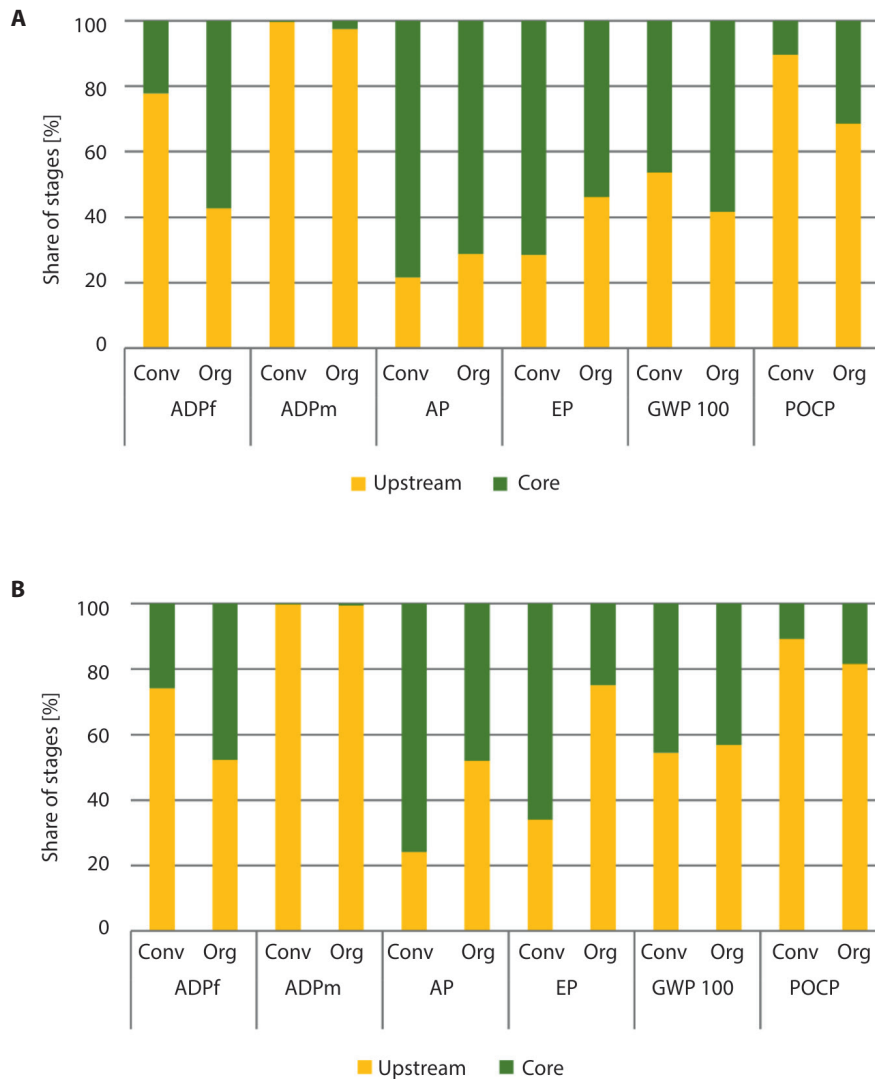 A
Share of stages [%]
100
80
60
40
20
0
Conv Org Conv Org Conv Org Conv Org Conv Org Conv Org
ADPf ADPm AP EP GWP 100 POCP
Upstream Core
B
Share of stages [%]
100
80
60
40
20
0
Conv Org Conv Org Conv Org Conv Org Conv Org Conv Org
ADPf ADPm AP EP GWP 100 POCP
Upstream Core